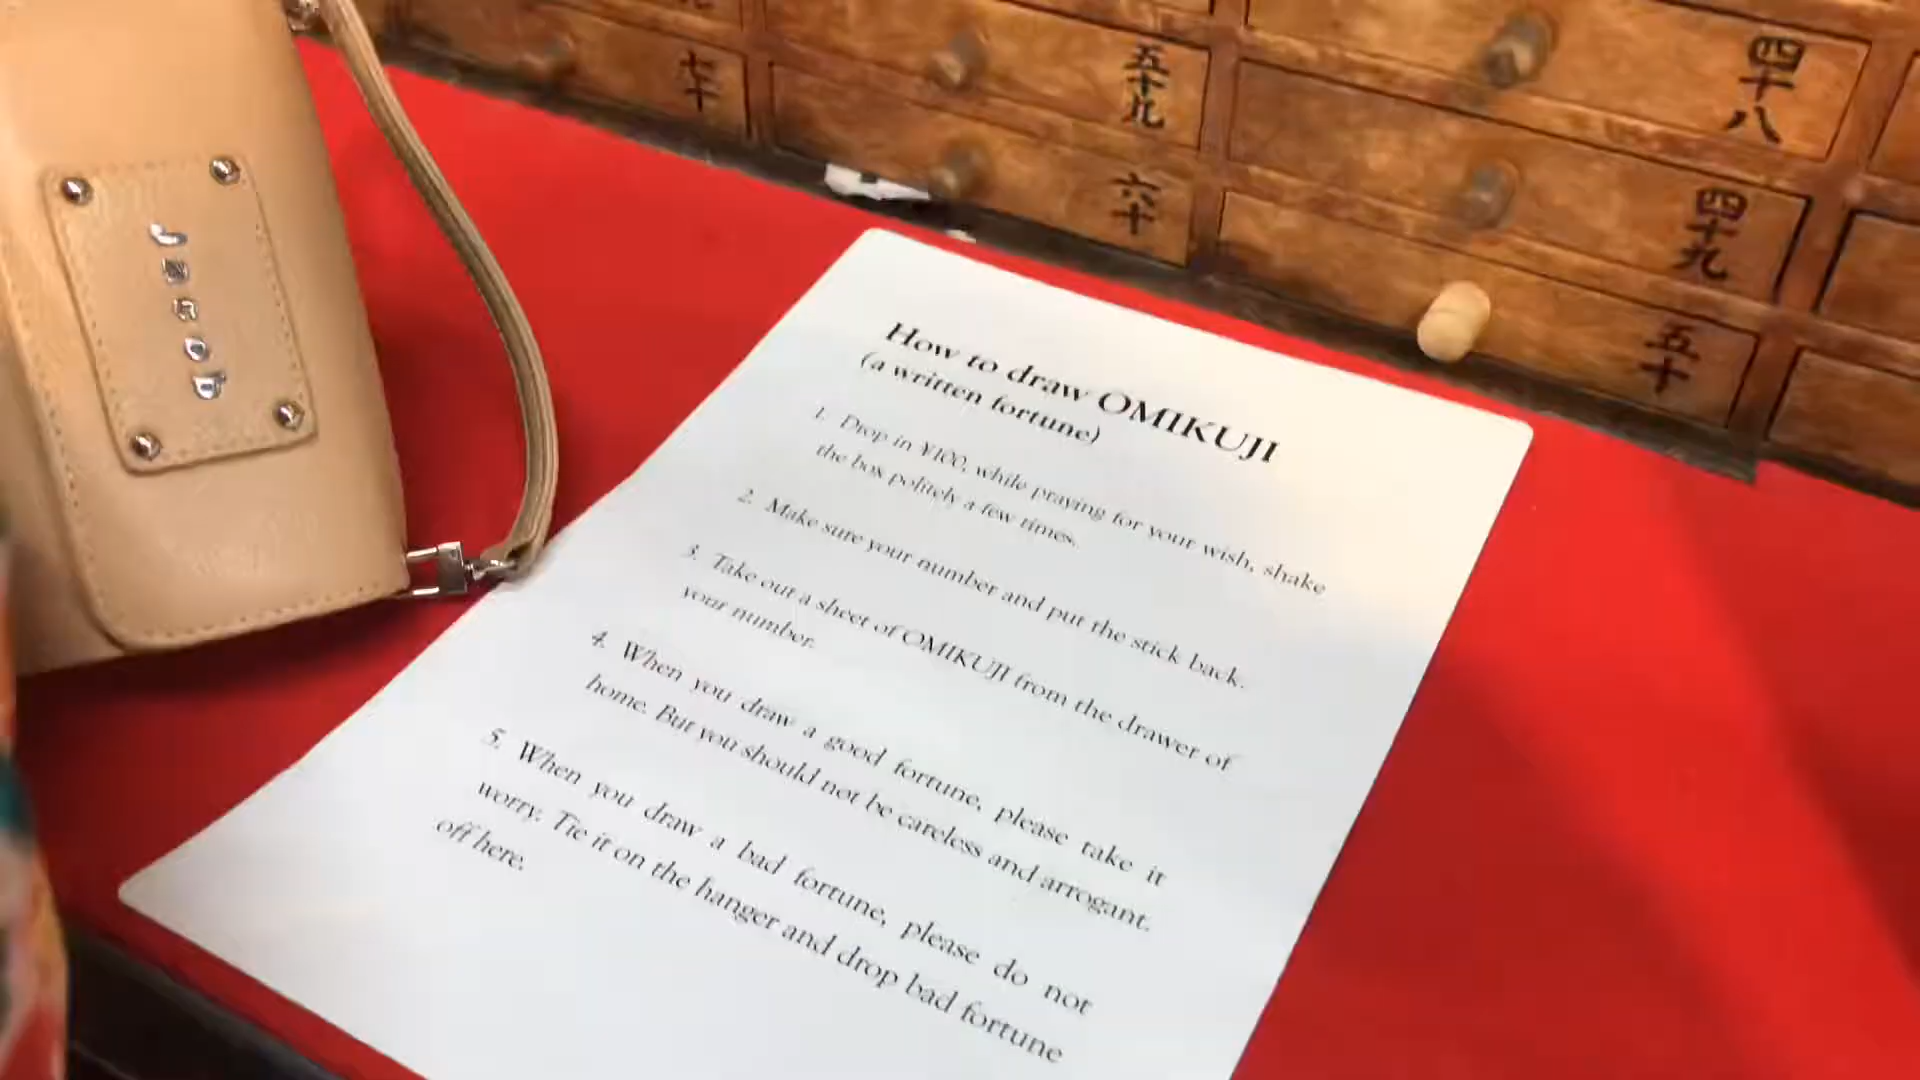 七十
五十九
六十
四十八
四十九
五十
How to draw OMIKUJI
(a written fortune)
1. Drop in ¥100, while praying for your wish, shake
the box politely a few times.
2. Make sure your number and put the stick back.
3. Take out a sheet of OMIKUJI from the drawer of
your number.
4. When you draw a good fortune, please take it
home. But you should not be careless and arrogant.
5. When you draw a bad fortune, please do not
worry. Tie it on the hanger and drop bad fortune
off here.